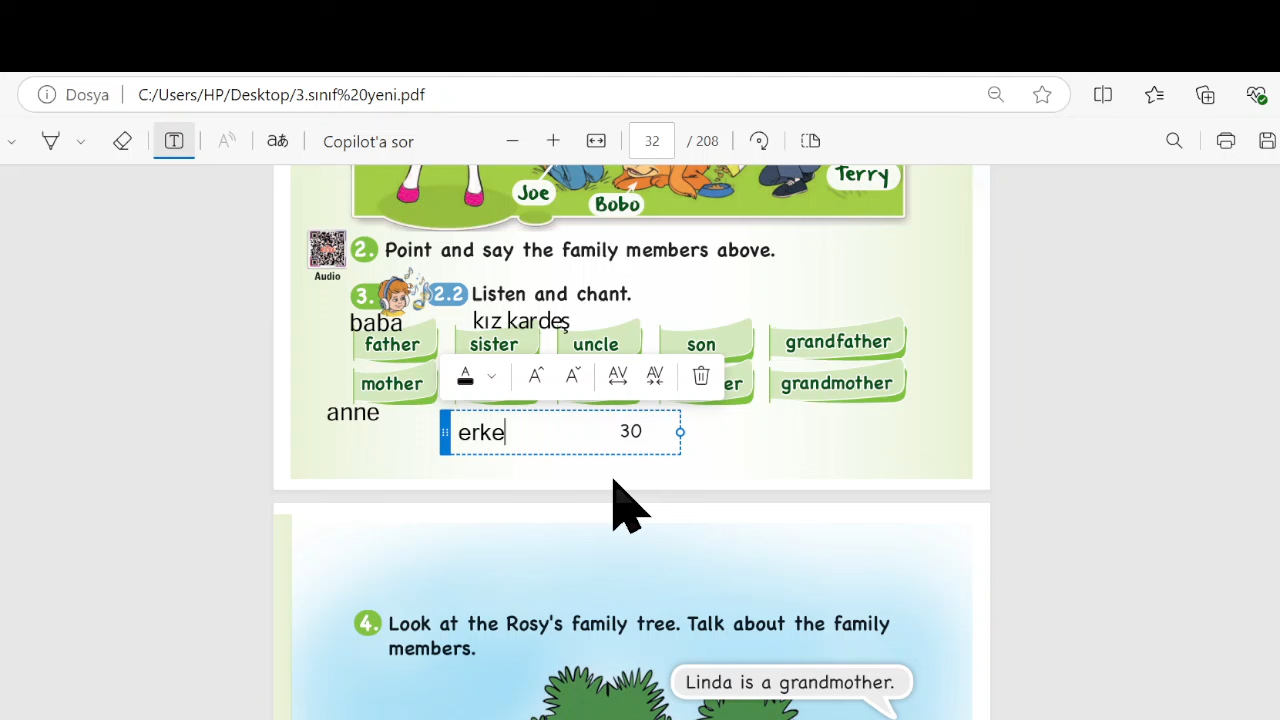 Dosya C:/Users/HP/Desktop/3.sınıf%20yeni.pdf
aあ Copilot'a sor 32 / 208
Terry
Joe
Bobo
2. Point and say the family members above.
Audio
3. 2.2 Listen and chant.
baba kız kardeş
father sister uncle son grandfather
mother er grandmother
anne
erke 30
4. Look at the Rosy's family tree. Talk about the family
members.
Linda is a grandmother.